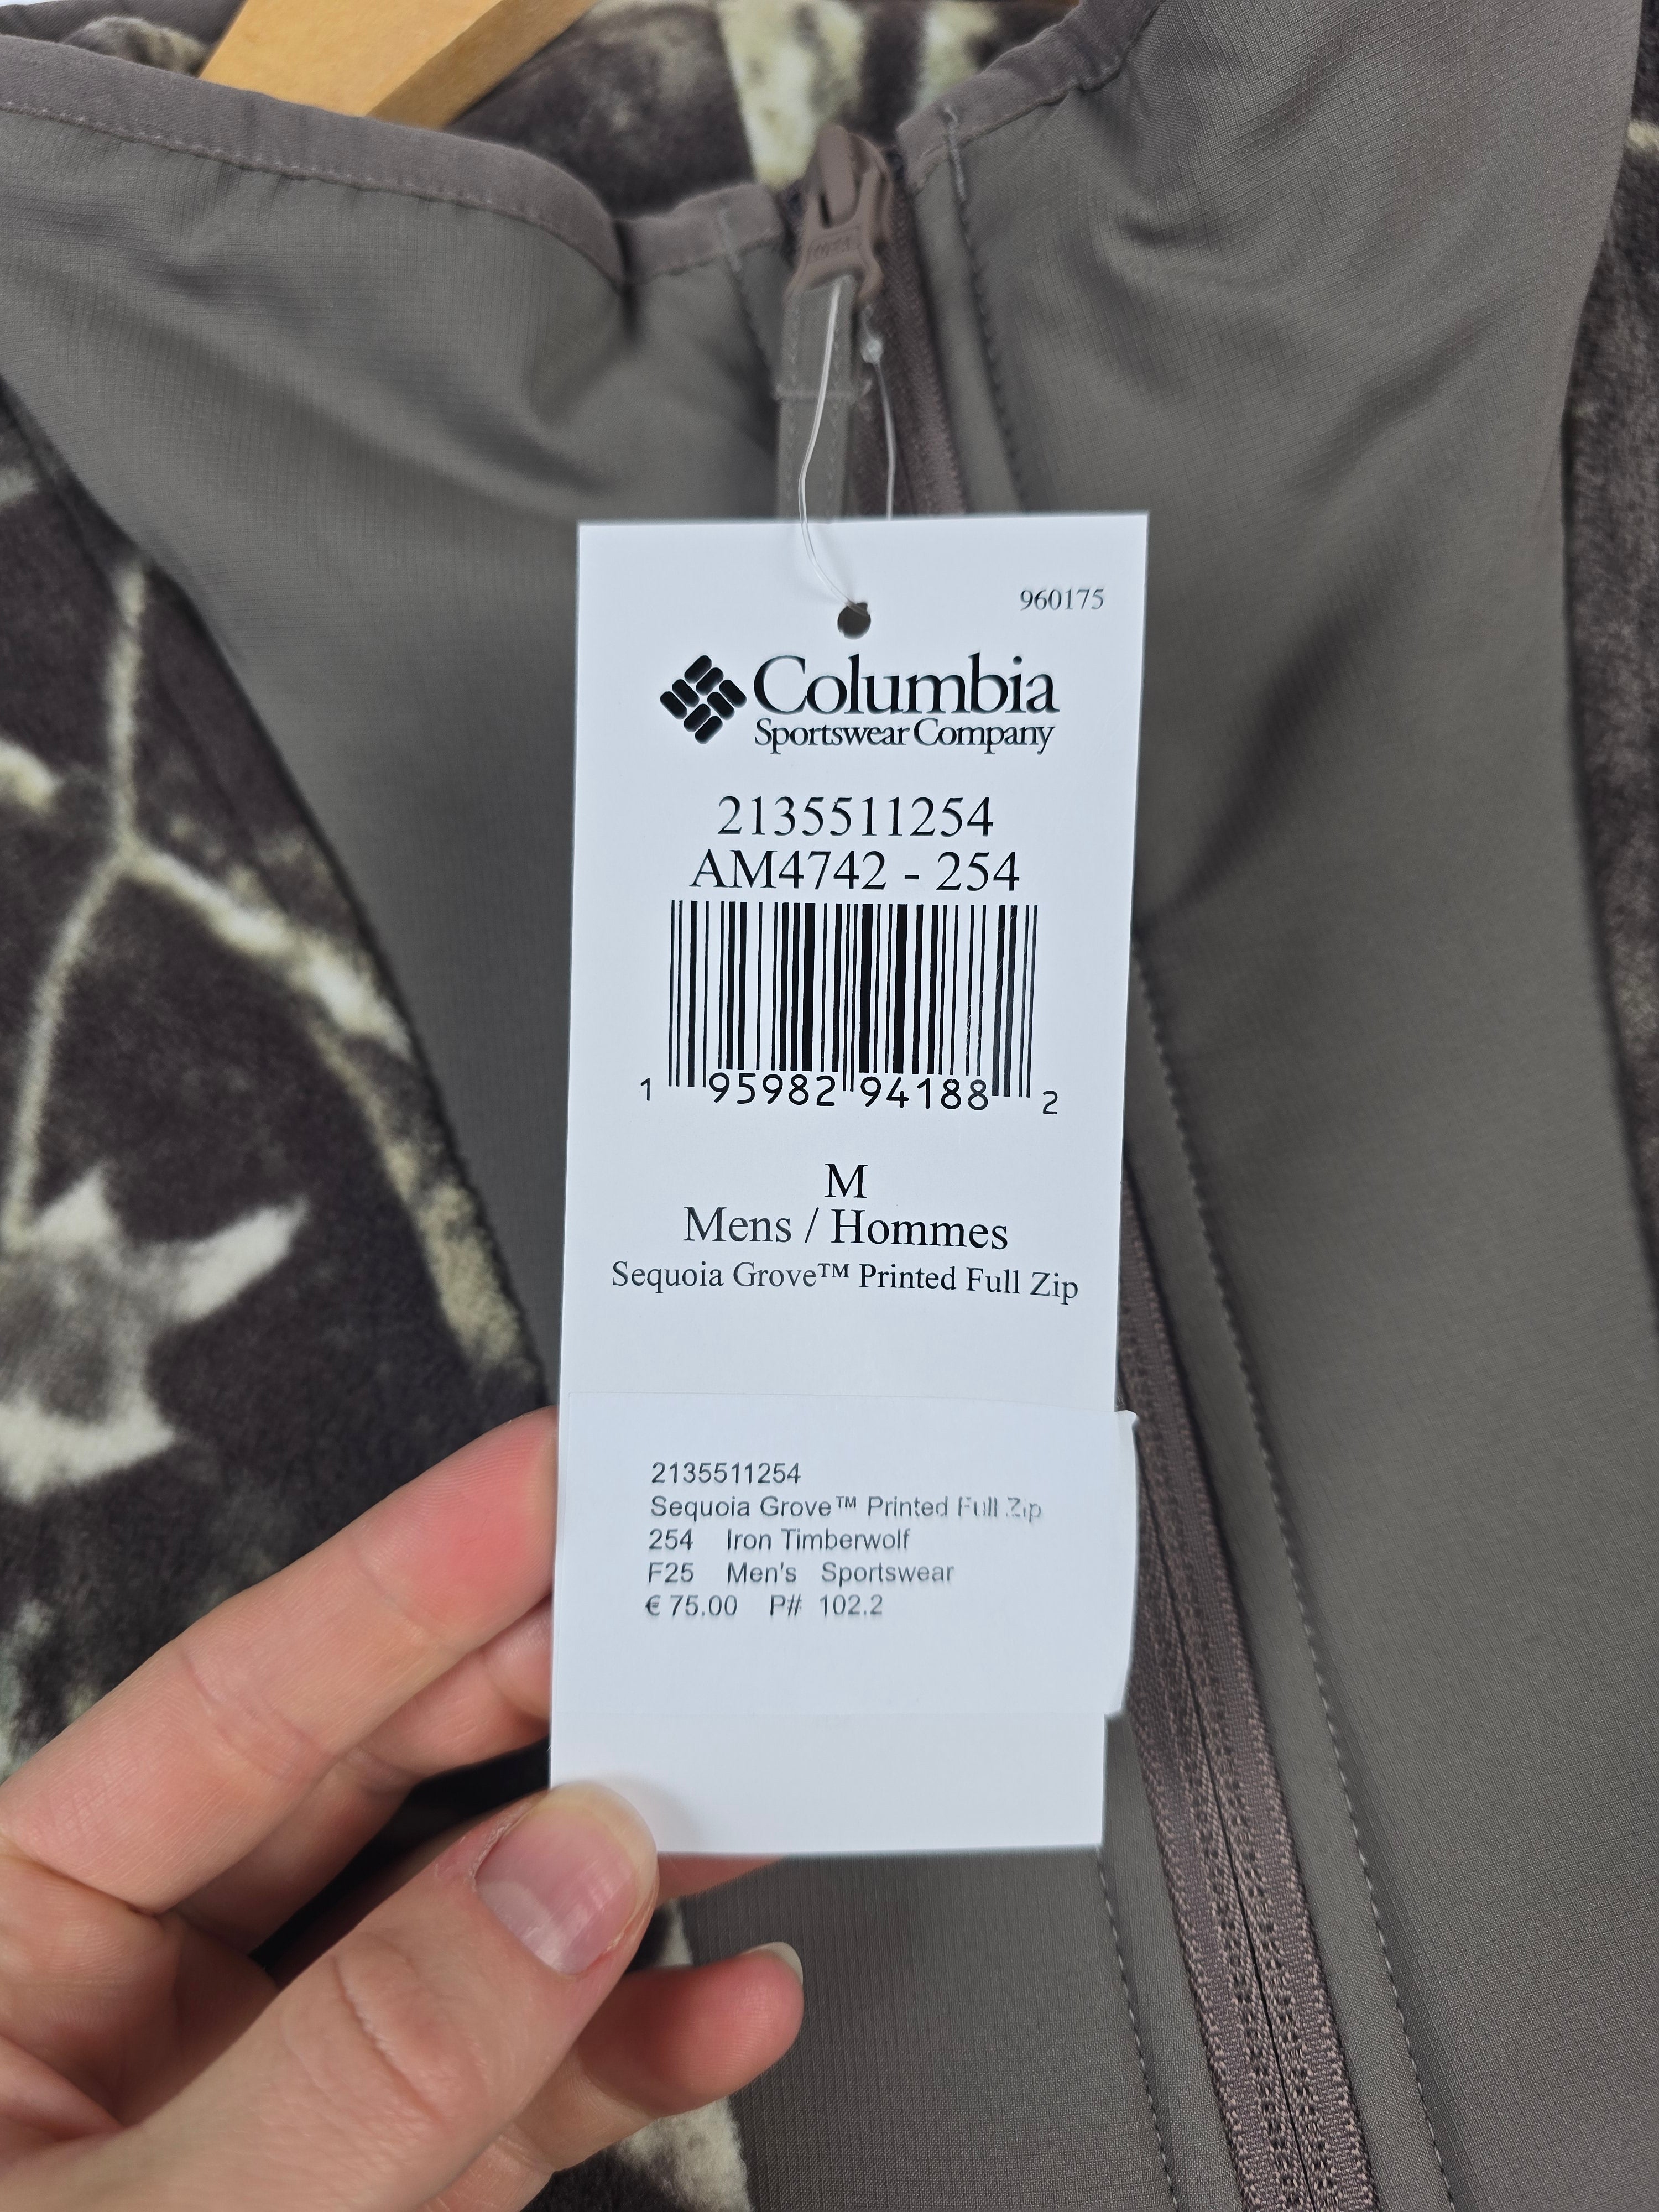 960175
Columbia
Sportswear Company
2135511254
AM4742 - 254
1 95982 94188 2
M
Mens / Hommes
Sequoia Grove™ Printed Full Zip
2135511254
Sequoia Grove™ Printed Full Zip
254 Iron Timberwolf
F25 Men's Sportswear
€ 75.00 P# 102.2